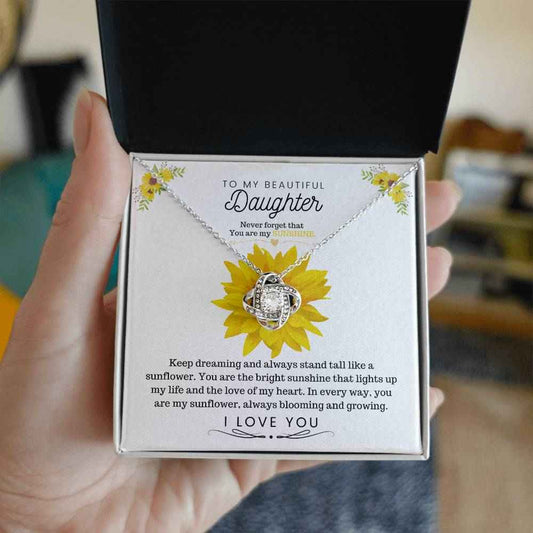 TO MY BEAUTIFUL
Daughter
Never forget that
You are my SUNSHINE.
Keep dreaming and always stand tall like a
sunflower. You are the bright sunshine that lights up
my life and the love of my heart. In every way, you
are my sunflower, always blooming and growing.
I LOVE YOU